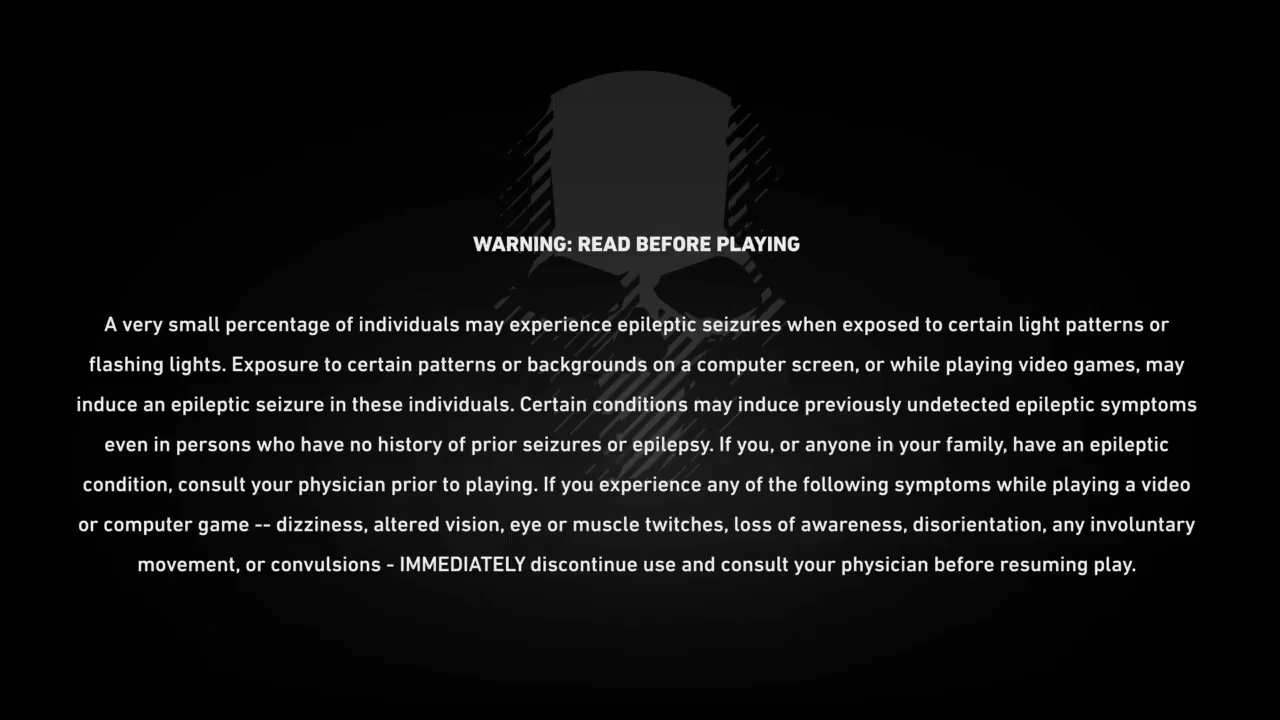 WARNING: READ BEFORE PLAYING
A very small percentage of individuals may experience epileptic seizures when exposed to certain light patterns or
flashing lights. Exposure to certain patterns or backgrounds on a computer screen, or while playing video games, may
induce an epileptic seizure in these individuals. Certain conditions may induce previously undetected epileptic symptoms
even in persons who have no history of prior seizures or epilepsy. If you, or anyone in your family, have an epileptic
condition, consult your physician prior to playing. If you experience any of the following symptoms while playing a video
or computer game -- dizziness, altered vision, eye or muscle twitches, loss of awareness, disorientation, any involuntary
movement, or convulsions - IMMEDIATELY discontinue use and consult your physician before resuming play.